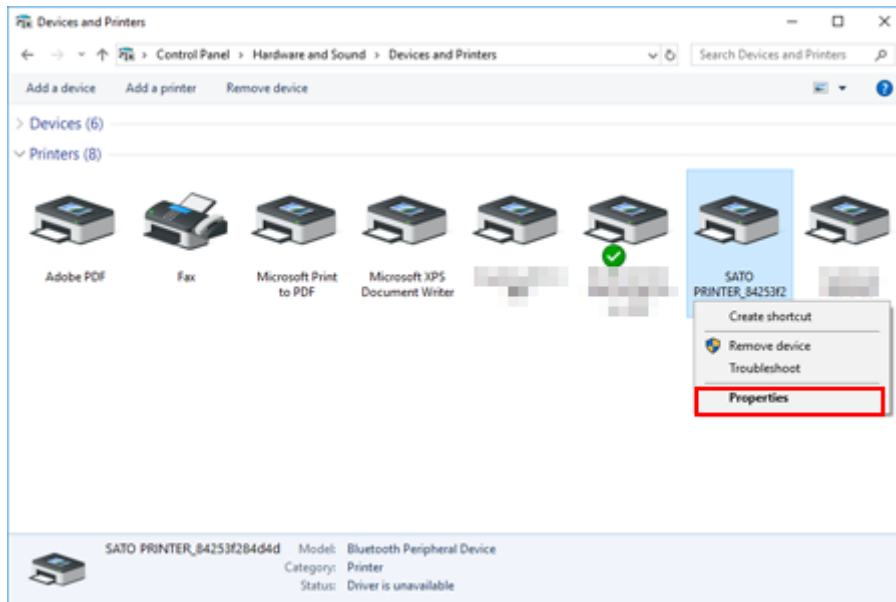 Devices and Printers
Control Panel > Hardware and Sound > Devices and Printers
Search Devices and Printers
Add a device
Add a printer
Remove device
Devices (6)
Printers (8)
Adobe PDF
Fax
Microsoft Print
to PDF
Microsoft XPS
Document Writer
SATO
PRINTER_84253f2
Create shortcut
Remove device
Troubleshoot
Properties
SATO PRINTER_84253f284d4d
Model: Bluetooth Peripheral Device
Category: Printer
Status: Driver is unavailable